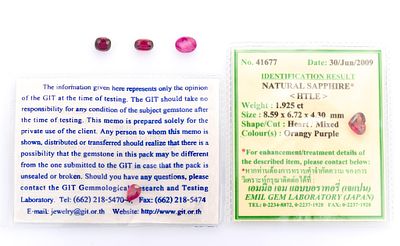 No. 41677 Date: 30/Jun/2009
IDENTIFICATION RESULT
NATURAL SAPPHIRE*
< HTLE >
Weight : 1.925 ct
Size : 8.59 x 6.72 x 4.30 mm
Shape/Cut : Heart, Mixed
Colour(s) : Orangy Purple
*For enhancement/treatment details of
the described item, please contact below:
EMIL GEM LABORATORY (JAPAN)
The information given here represents only the opinion
of the GIT at the time of testing. The GIT should take no
responsibility for any condition of the subject gemstone after
the time of testing. This memo is prepared solely for the
private use of the client. Any person to whom this memo is
shown, distributed or transferred should realize that there is a
possibility that the gemstone in this pack may be different
from the one submitted to the GIT in case that the pack is
unsealed or broken. Should you have any questions, please
contact the GIT Gemmological Research and Testing
Laboratory. Tel: (662) 218-5470 Fax: (662) 218-5474
E-mail: jewelry@git.or.th Website: http://www.git.or.th